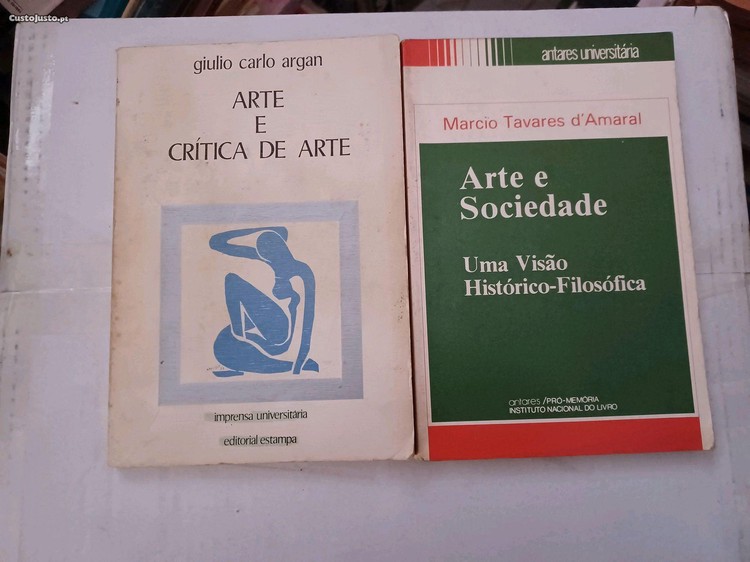 CustoJusto.pt
giulio carlo argan
ARTE
E
CRÍTICA DE ARTE
imprensa universitária
editorial estampa
antares universitária
Marcio Tavares d'Amaral
Arte e
Sociedade
Uma Visão
Histórico-Filosófica
antares/PRÓ-MEMÓRIA
INSTITUTO NACIONAL DO LIVRO